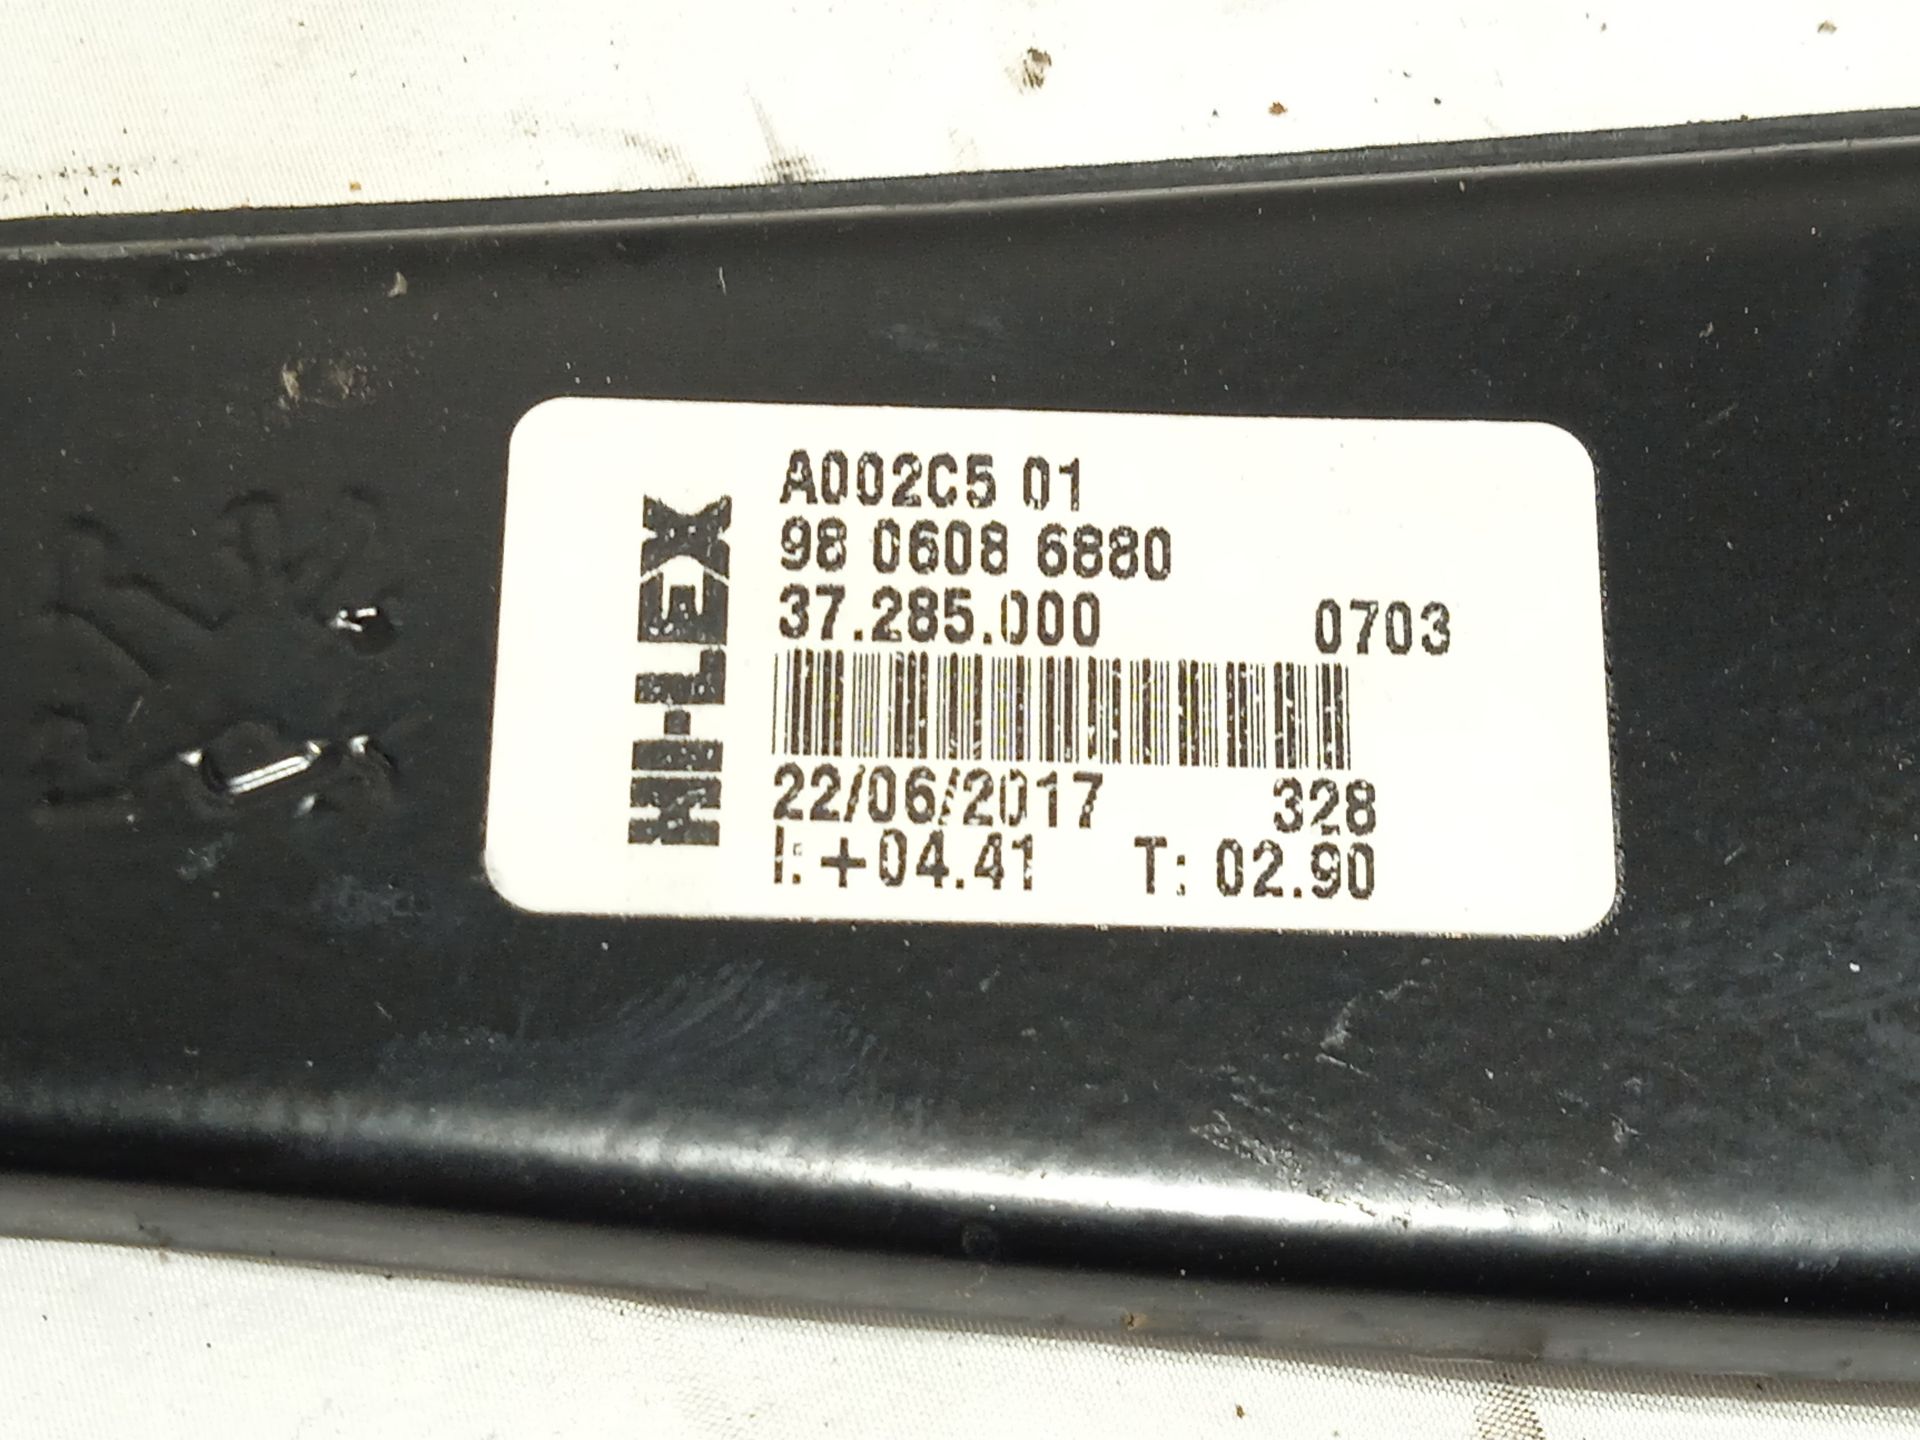 HI-LEX
A002C5 01
98 0608 6880
37.285.000 0703
22/06/2017 328
I: +04.41 T: 02.90